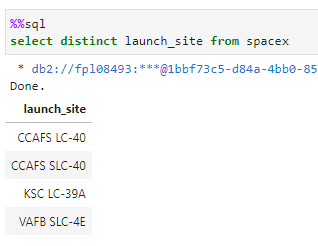 %%sql
select distinct launch_site from spacex
* db2://fpl08493:***@1bbf73c5-d84a-4bb0-85
Done.
launch_site
CCAFS LC-40
CCAFS SLC-40
KSC LC-39A
VAFB SLC-4E